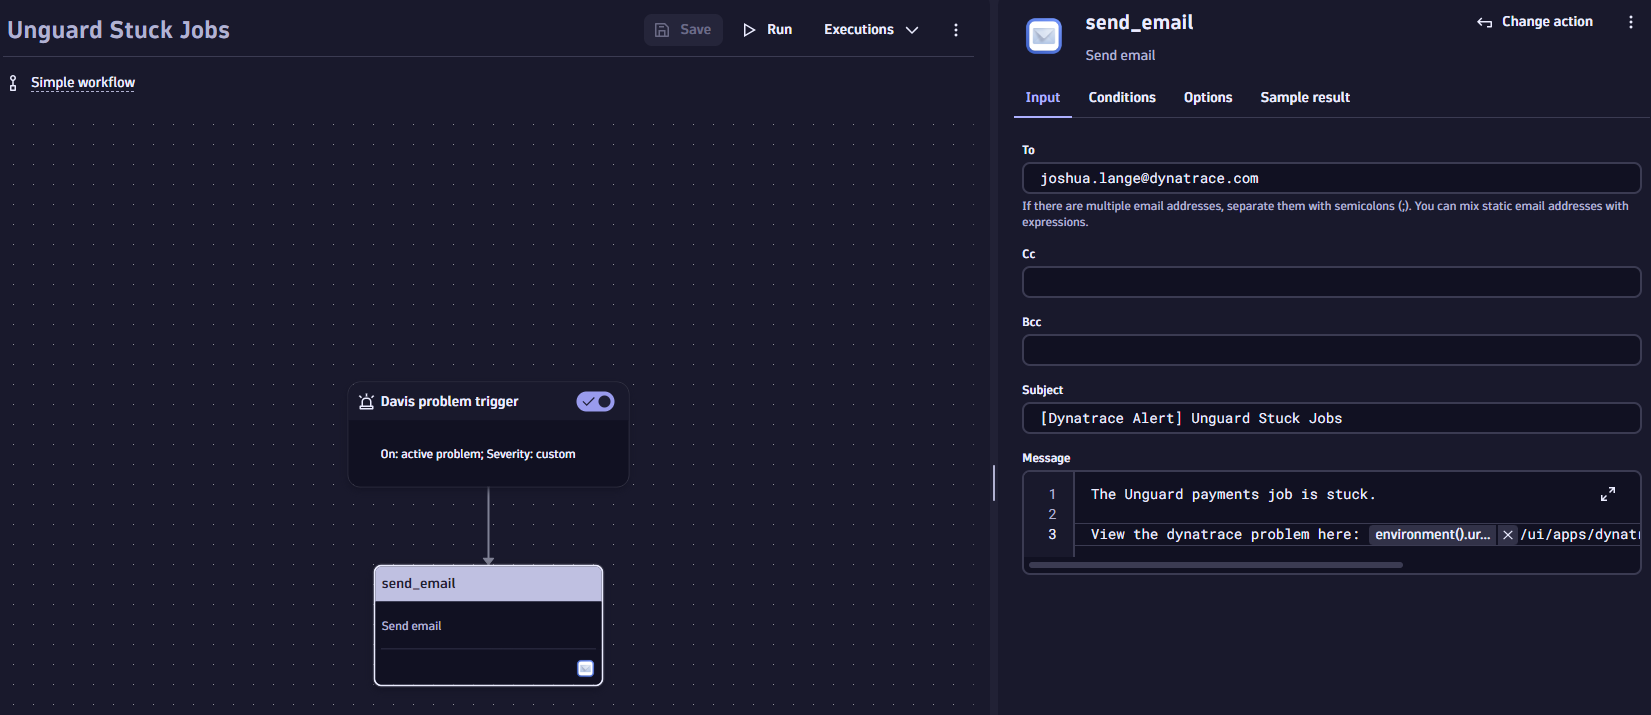 Unguard Stuck Jobs
Save
Run
Executions
Simple workflow
Davis problem trigger
On: active problem; Severity: custom
send_email
Send email
send_email
Send email
Change action
Input
Conditions
Options
Sample result
To
joshua.lange@dynatrace.com
If there are multiple email addresses, separate them with semicolons (;). You can mix static email addresses with
expressions.
Cc
Bcc
Subject
[Dynatrace Alert] Unguard Stuck Jobs
Message
1 The Unguard payments job is stuck.
2
3 View the dynatrace problem here: environment().ur... × /ui/apps/dynatr